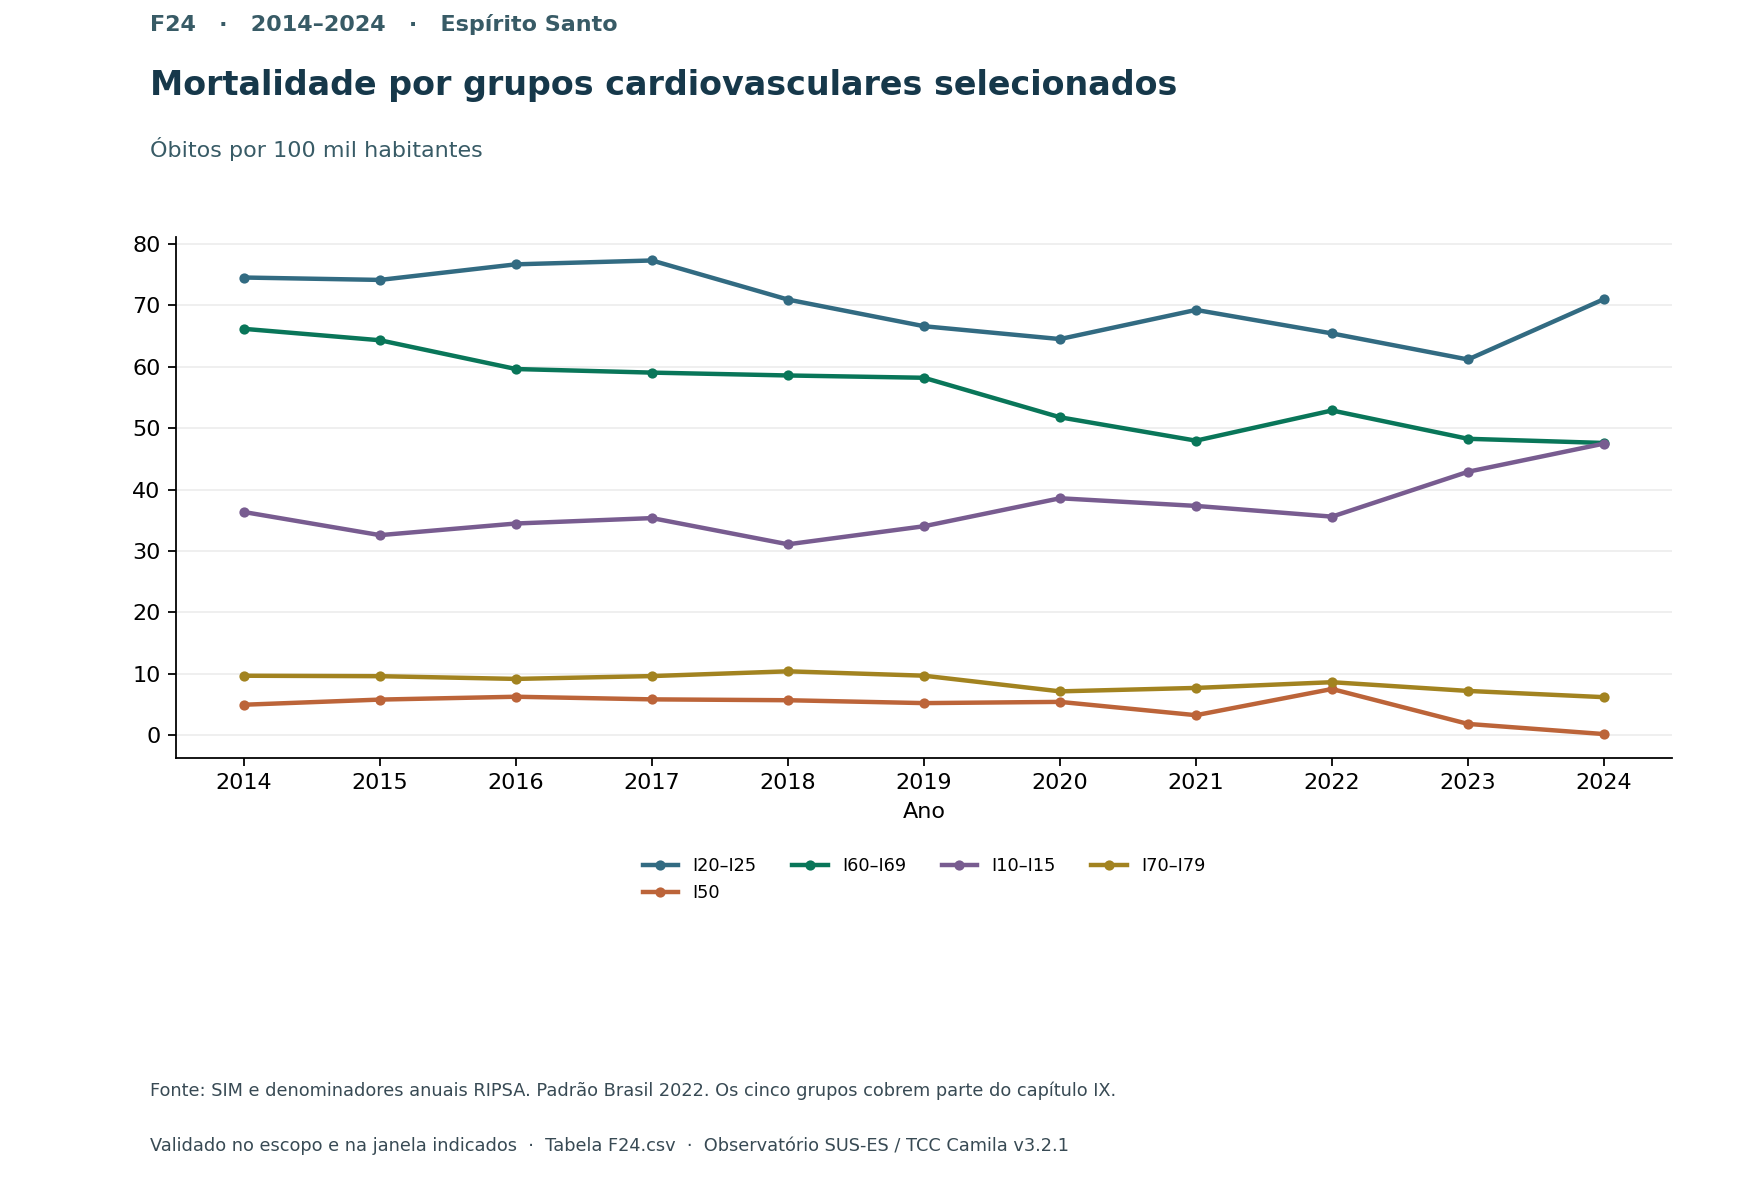 F24 · 2014–2024 · Espírito Santo
Mortalidade por grupos cardiovasculares selecionados
Óbitos por 100 mil habitantes
80
70
60
50
40
30
20
10
0
2014 2015 2016 2017 2018 2019 2020 2021 2022 2023 2024
Ano
I20–I25 I60–I69 I10–I15 I70–I79
I50
Fonte: SIM e denominadores anuais RIPSA. Padrão Brasil 2022. Os cinco grupos cobrem parte do capítulo IX.
Validado no escopo e na janela indicados · Tabela F24.csv · Observatório SUS-ES / TCC Camila v3.2.1